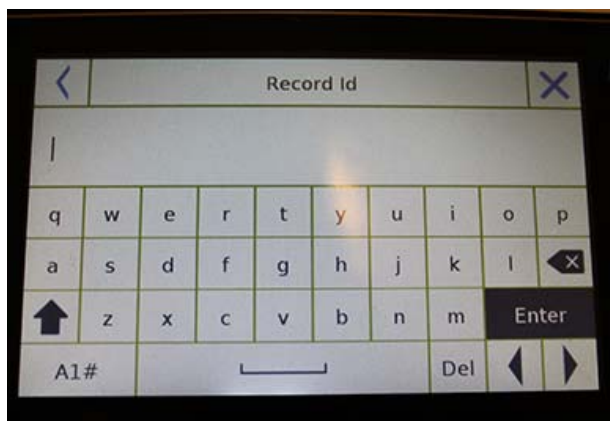 Record Id
q w e r t y u i o p
a s d f g h j k l
z x c v b n m Enter
A1# Del